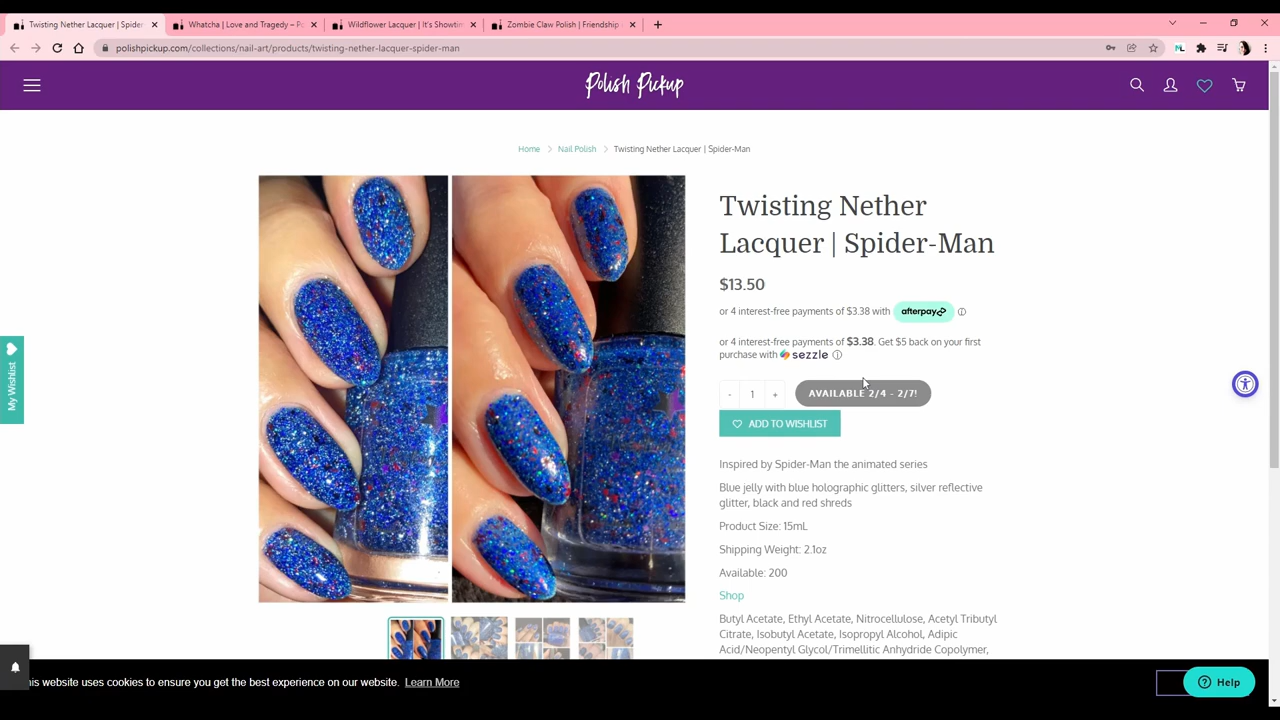 Twisting Nether Lacquer | Spider
Whatcha | Love and Tragedy – Po
Wildflower Lacquer | It's Showtim
Zombie Claw Polish | Friendship
polishpickup.com/collections/nail-art/products/twisting-nether-lacquer-spider-man
Polish Pickup
Home > Nail Polish > Twisting Nether Lacquer | Spider-Man
Twisting Nether
Lacquer | Spider-Man
$13.50
or 4 interest-free payments of $3.38 with afterpay
or 4 interest-free payments of $3.38. Get $5 back on your first
purchase with sezzle
- 1 +
AVAILABLE 2/4 - 2/7!
ADD TO WISHLIST
My Wishlist
Inspired by Spider-Man the animated series
Blue jelly with blue holographic glitters, silver reflective
glitter, black and red shreds
Product Size: 15mL
Shipping Weight: 2.1oz
Available: 200
Shop
Butyl Acetate, Ethyl Acetate, Nitrocellulose, Acetyl Tributyl
Citrate, Isobutyl Acetate, Isopropyl Alcohol, Adipic
Acid/Neopentyl Glycol/Trimellitic Anhydride Copolymer,
his website uses cookies to ensure you get the best experience on our website. Learn More
Help